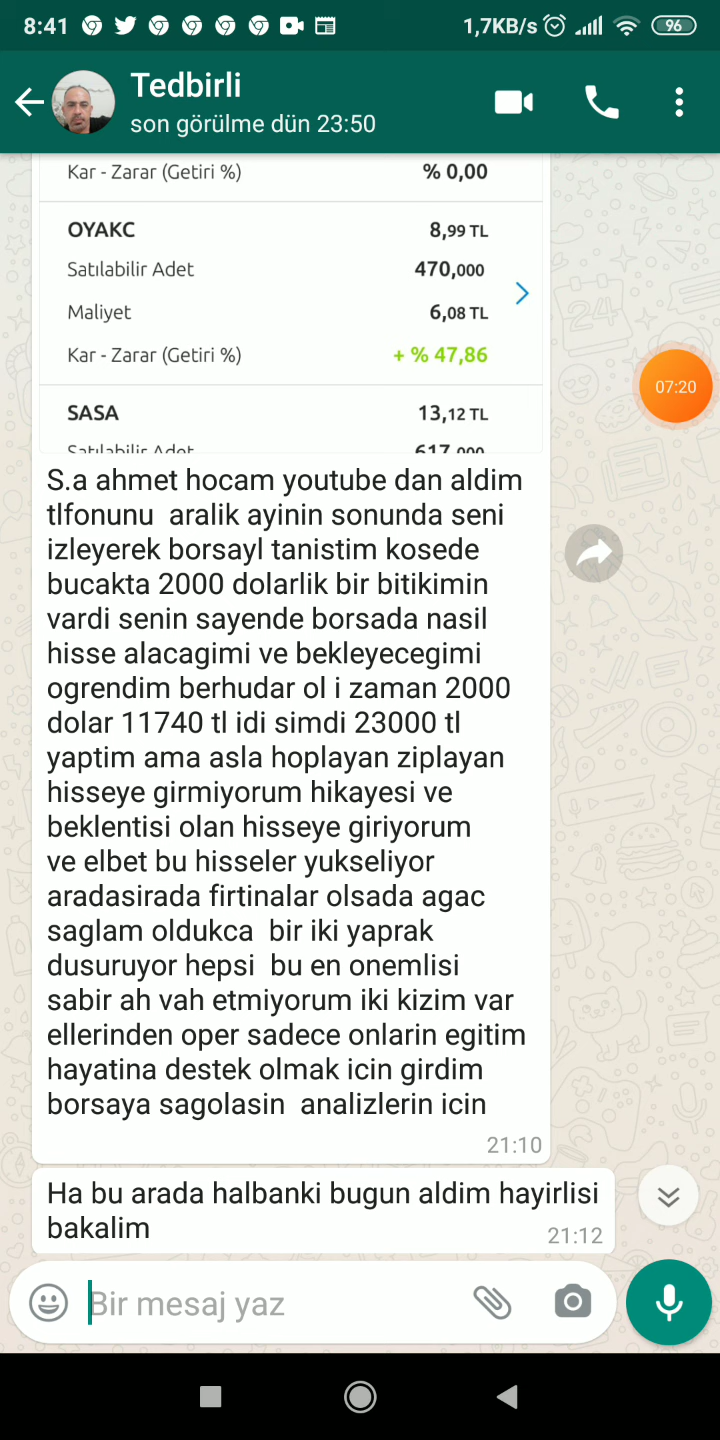 8:41
1,7KB/s
96
Tedbirli
son görülme dün 23:50
Kar - Zarar (Getiri %) % 0,00
OYAKC 8,99 TL
Satılabilir Adet 470,000
Maliyet 6,08 TL
Kar - Zarar (Getiri %) + % 47,86
SASA 13,12 TL
Satılabilir Adet 617,000
07:20
S.a ahmet hocam youtube dan aldim
tlfonunu aralik ayinin sonunda seni
izleyerek borsayl tanistim kosede
bucakta 2000 dolarlik bir bitikimin
vardi senin sayende borsada nasil
hisse alacagimi ve bekleyecegimi
ogrendim berhudar ol i zaman 2000
dolar 11740 tl idi simdi 23000 tl
yaptim ama asla hoplayan ziplayan
hisseye girmiyorum hikayesi ve
beklentisi olan hisseye giriyorum
ve elbet bu hisseler yukseliyor
aradasirada firtinalar olsada agac
saglam oldukca bir iki yaprak
dusuruyor hepsi bu en onemlisi
sabir ah vah etmiyorum iki kizim var
ellerinden oper sadece onlarin egitim
hayatina destek olmak icin girdim
borsaya sagolasin analizlerin icin
21:10
Ha bu arada halbanki bugun aldim hayirlisi
bakalim
21:12
Bir mesaj yaz